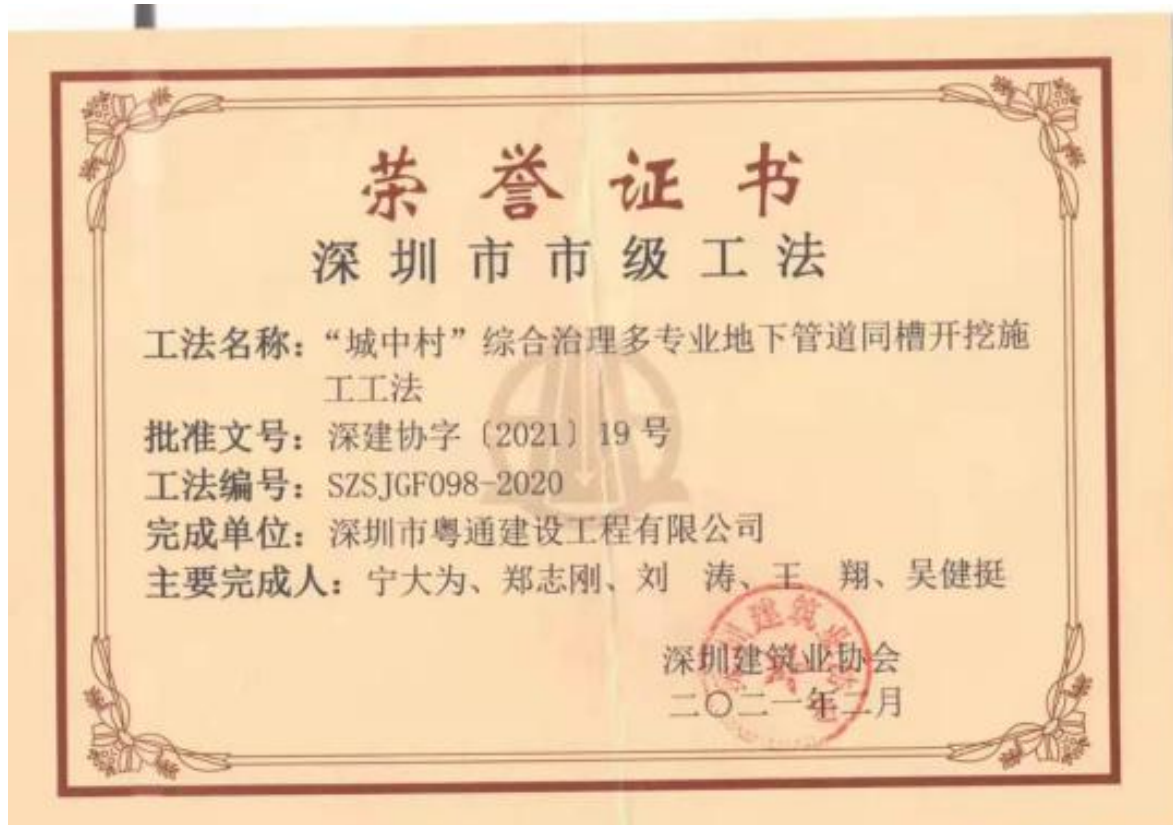 荣誉证书
深圳市市级工法
工法名称：“城中村”综合治理多专业地下管道同槽开挖施
工工法
批准文号：深建协字〔2021〕19号
工法编号：SZSJGF098-2020
完成单位：深圳市粤通建设工程有限公司
主要完成人：宁大为、郑志刚、刘　涛、王　翔、吴健挺
深圳建筑业协会
二〇二一年二月